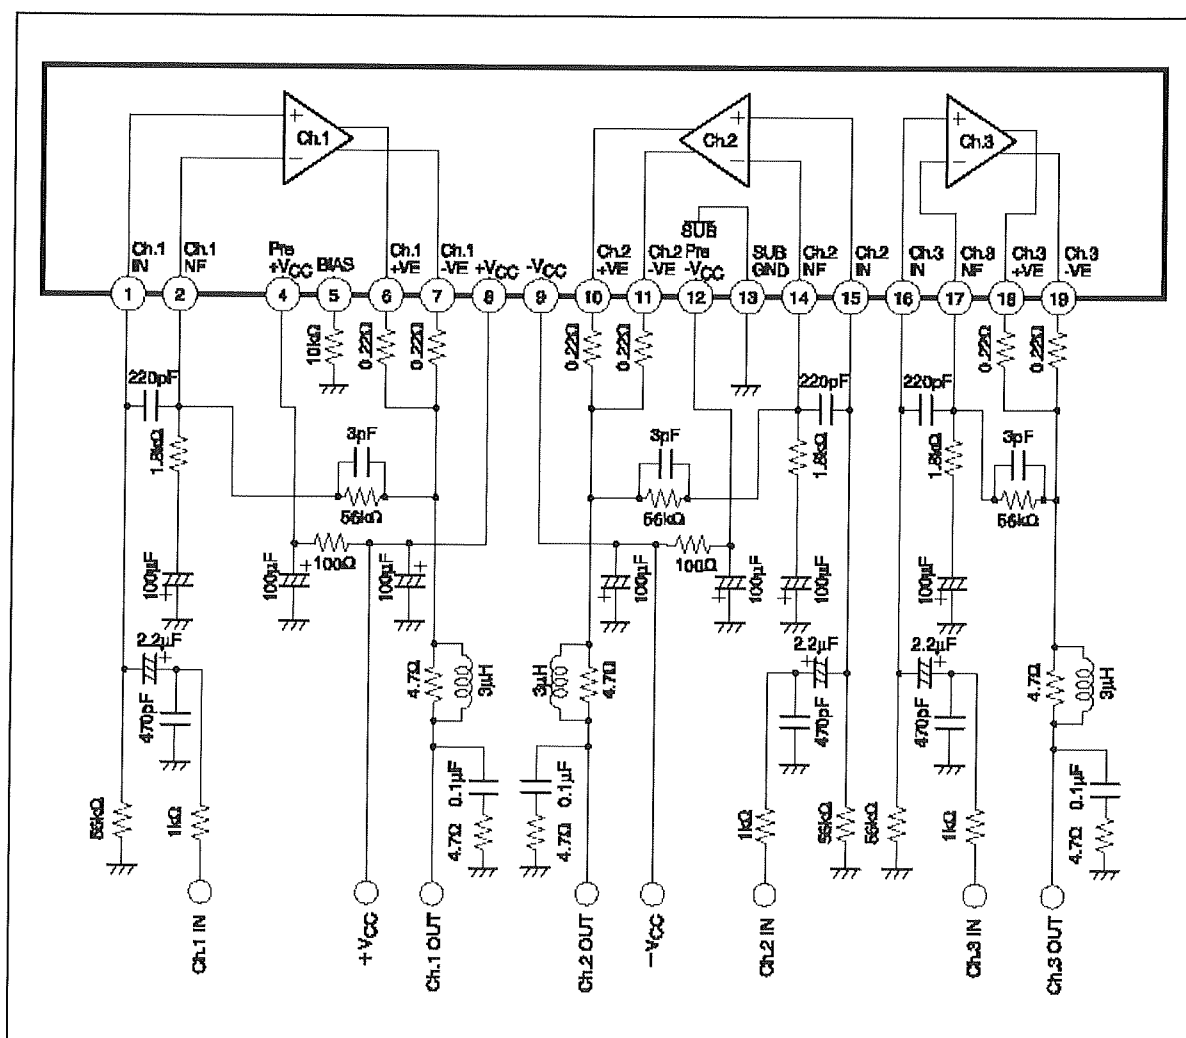 Ch.1
Ch.2
Ch.3
+
−
+
−
+
−
SUB
Ch.1 IN
Ch.1 NF
Pre +VCC
BIAS
Ch.1 +VE
Ch.1 -VE
+VCC
-VCC
Ch.2 +VE
Ch.2 -VE
Pre -VCC
SUB GND
Ch.2 NF
Ch.2 IN
Ch.3 IN
Ch.3 NF
Ch.3 +VE
Ch.3 -VE
1
2
4
5
6
7
8
9
10
11
12
13
14
15
16
17
18
19
10kΩ
0.22Ω
0.22Ω
0.22Ω
0.22Ω
0.22Ω
0.22Ω
220pF
220pF
220pF
1.8kΩ
3pF
3pF
1.8kΩ
1.8kΩ
3pF
56kΩ
56kΩ
56kΩ
100Ω
100Ω
100µF
+
100µF
+
100µF
+
100µF
+
100µF
+
100µF
+
100µF
+
2.2µF
+
2.2µF
+
2.2µF
+
4.7Ω
3µH
3µH
4.7Ω
4.7Ω
3µH
470pF
470pF
470pF
0.1µF
0.1µF
0.1µF
56kΩ
1kΩ
4.7Ω
4.7Ω
1kΩ
56kΩ
56kΩ
1kΩ
4.7Ω
Ch.1 IN
+VCC
Ch.1 OUT
Ch.2 OUT
−VCC
Ch.2 IN
Ch.3 IN
Ch.3 OUT